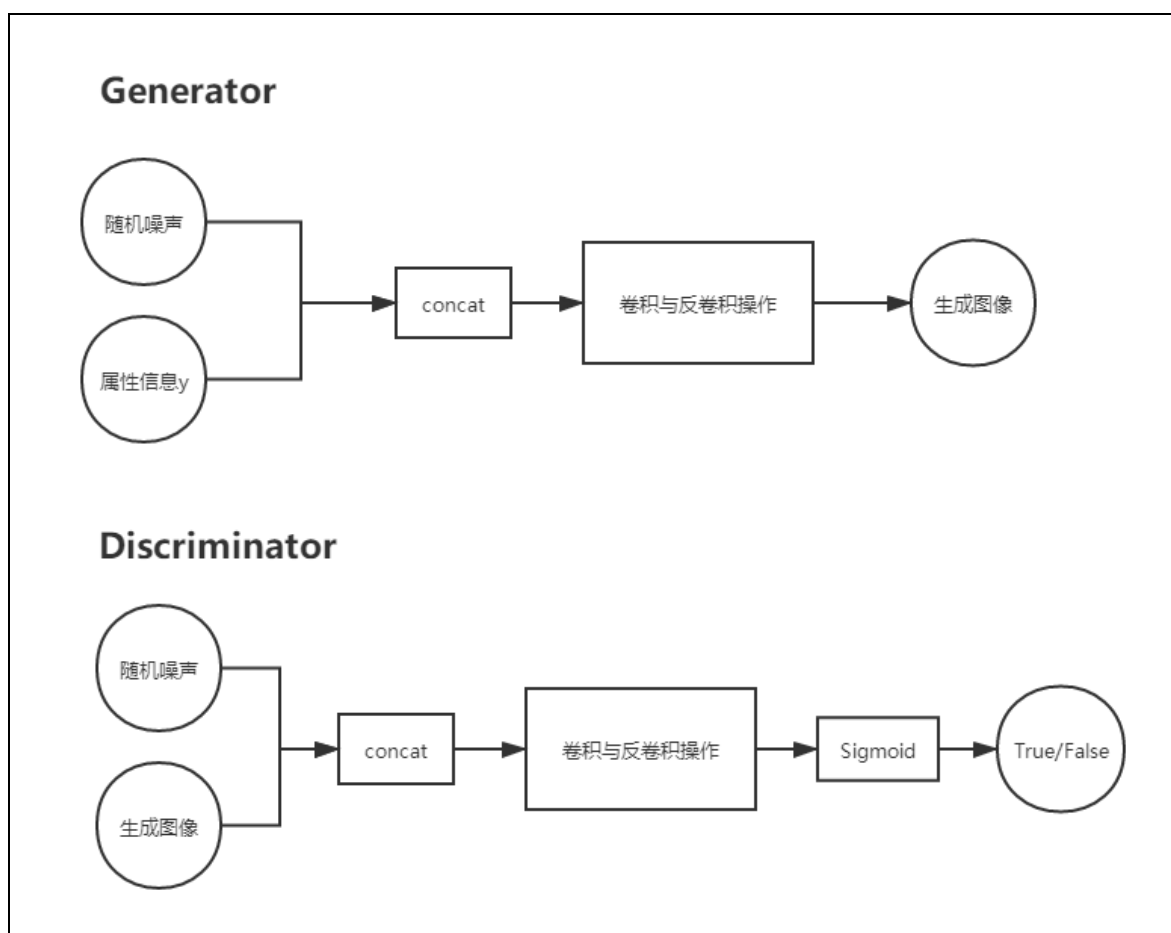 Generator
随机噪声
属性信息y
concat
卷积与反卷积操作
生成图像
Discriminator
随机噪声
生成图像
concat
卷积与反卷积操作
Sigmoid
True/False